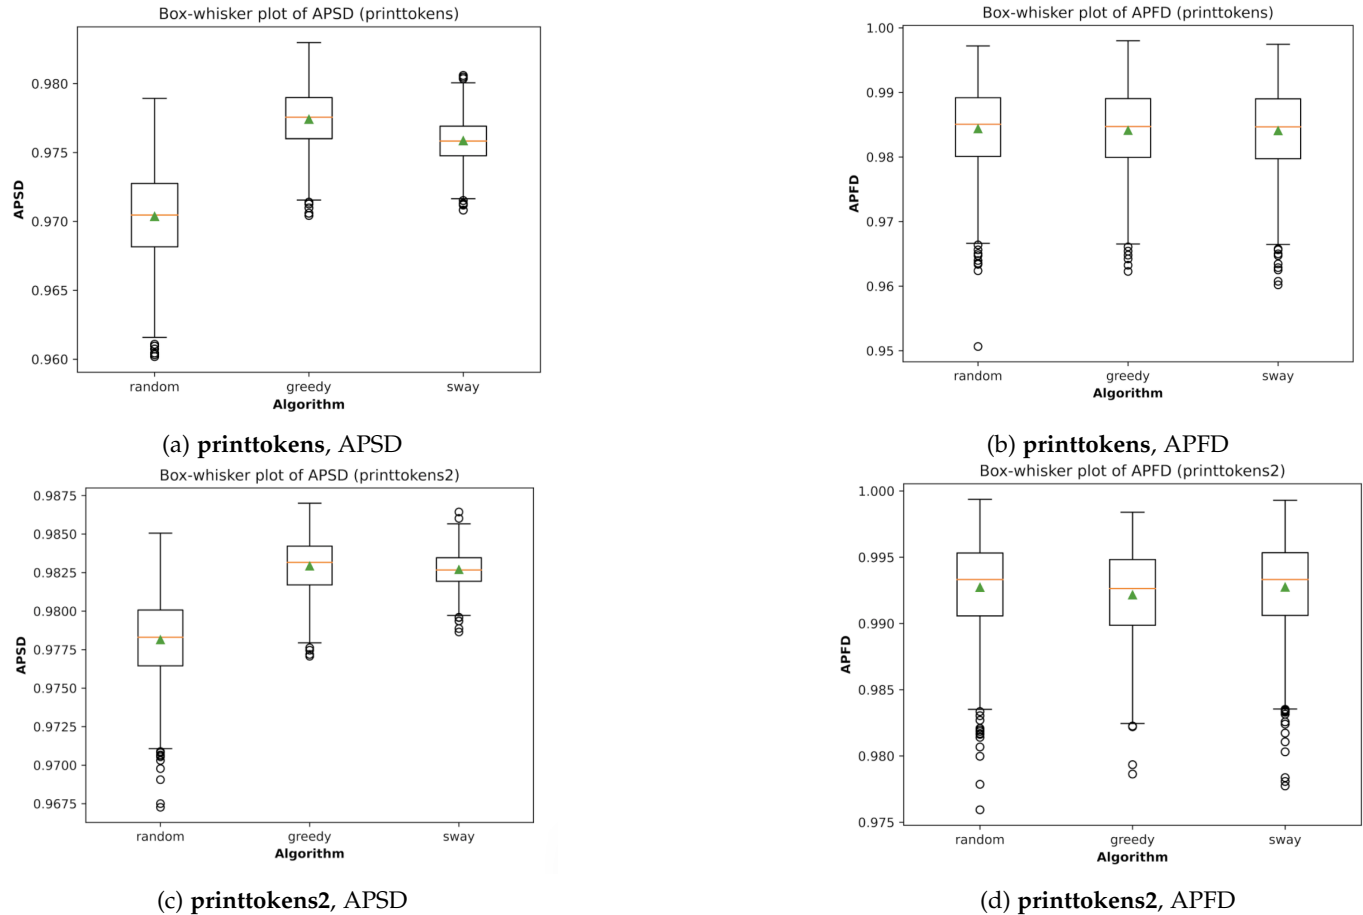 Box-whisker plot of APSD (printtokens)
0.980
0.975
0.970
0.965
0.960
APSD
random greedy sway
Algorithm
(a) printtokens, APSD
Box-whisker plot of APFD (printtokens)
1.00
0.99
0.98
0.97
0.96
0.95
APFD
random greedy sway
Algorithm
(b) printtokens, APFD
Box-whisker plot of APSD (printtokens2)
0.9875
0.9850
0.9825
0.9800
0.9775
0.9750
0.9725
0.9700
0.9675
APSD
random greedy sway
Algorithm
(c) printtokens2, APSD
Box-whisker plot of APFD (printtokens2)
1.000
0.995
0.990
0.985
0.980
0.975
APFD
random greedy sway
Algorithm
(d) printtokens2, APFD